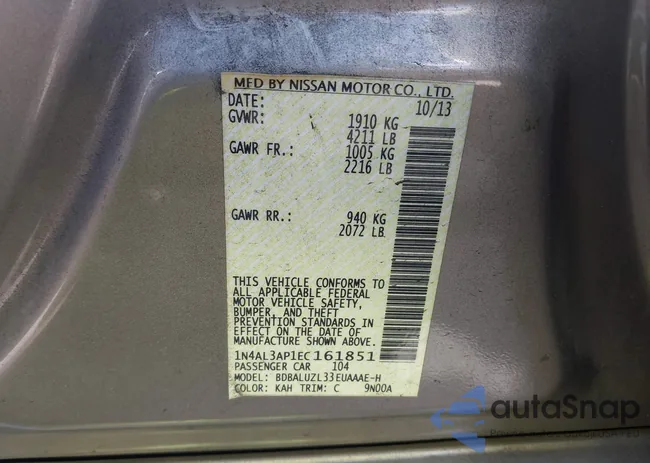 MFD BY NISSAN MOTOR CO., LTD.
DATE: 10/13
GVWR: 1910 KG
4211 LB
GAWR FR.: 1005 KG
2216 LB
GAWR RR.: 940 KG
2072 LB.
THIS VEHICLE CONFORMS TO
ALL APPLICABLE FEDERAL
MOTOR VEHICLE SAFETY,
BUMPER, AND THEFT
PREVENTION STANDARDS IN
EFFECT ON THE DATE OF
MANUFACTURE SHOWN ABOVE.
1N4AL3AP1EC161851
PASSENGER CAR 104
MODEL: BDBALUZL33EUAAAE-H
COLOR: KAH TRIM: C 9N00A
autoSnap